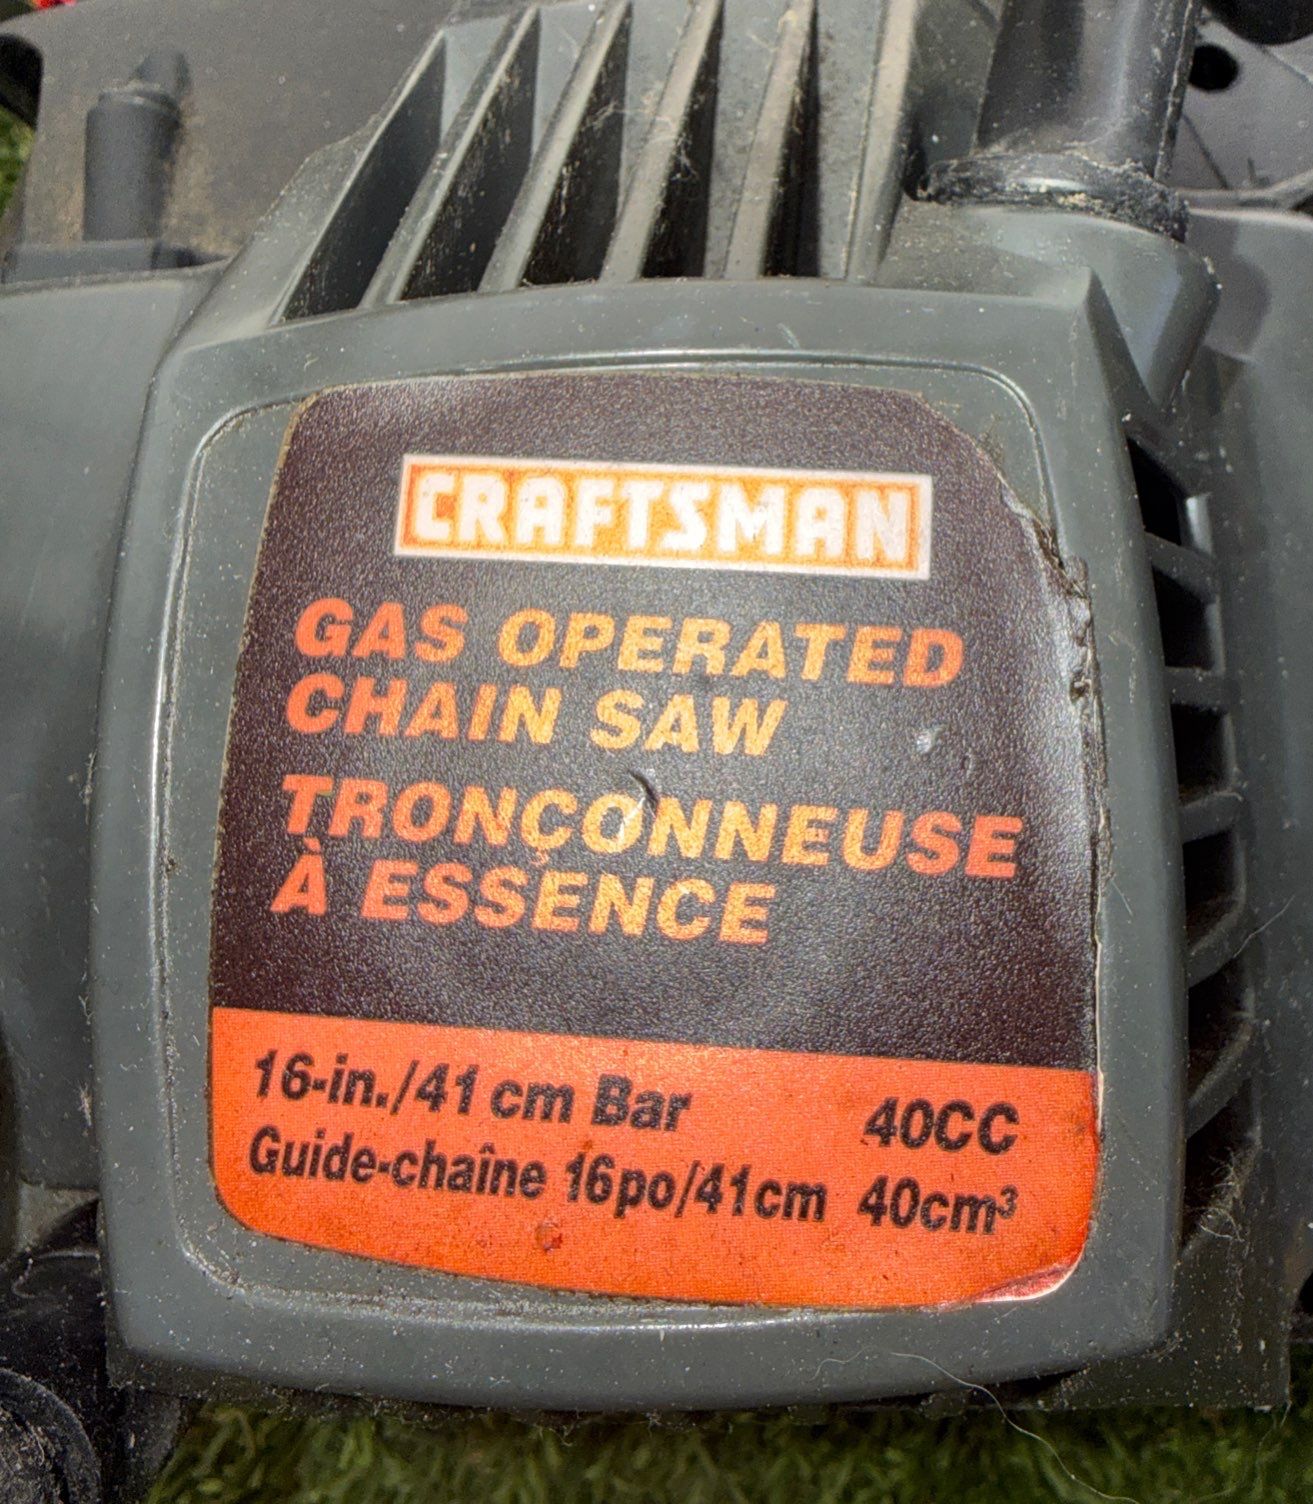 CRAFTSMAN
GAS OPERATED
CHAIN SAW
TRONÇONNEUSE
À ESSENCE
16-in./41 cm Bar 40CC
Guide-chaîne 16po/41cm 40cm³